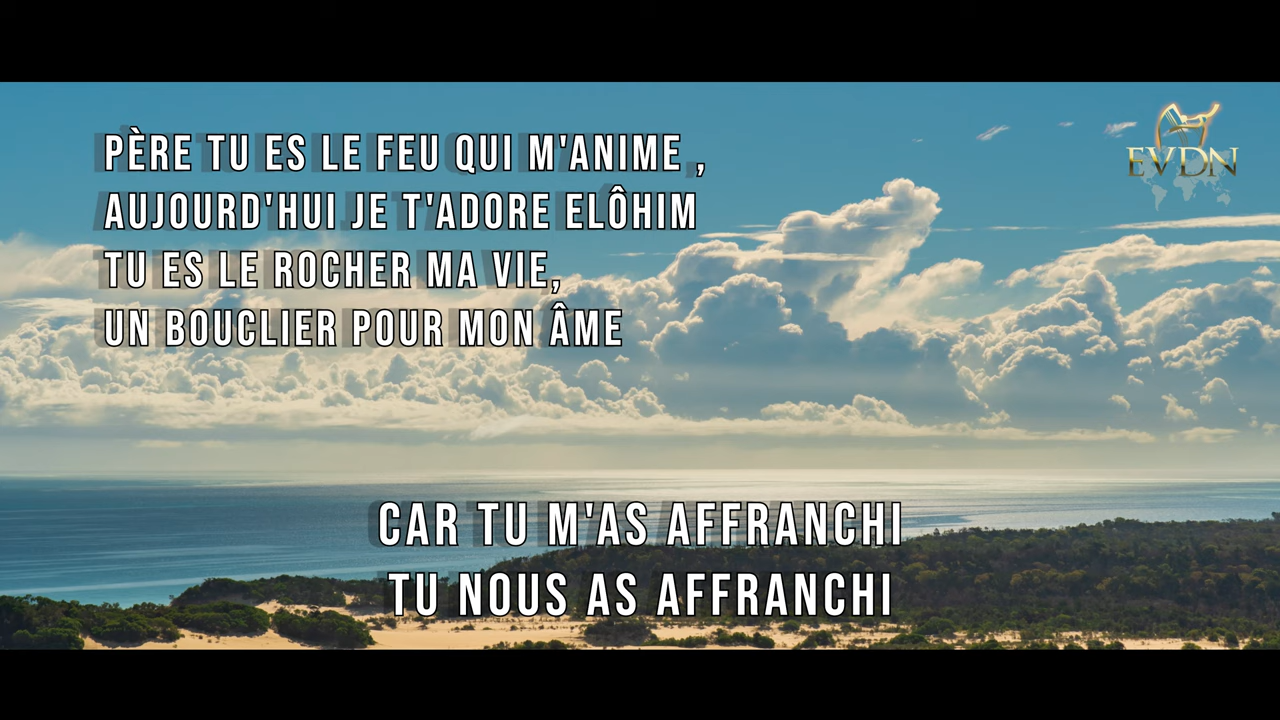 PÈRE TU ES LE FEU QUI M'ANIME ,
AUJOURD'HUI JE T'ADORE ELÔHIM
TU ES LE ROCHER MA VIE,
UN BOUCLIER POUR MON ÂME
EVDN
CAR TU M'AS AFFRANCHI
TU NOUS AS AFFRANCHI